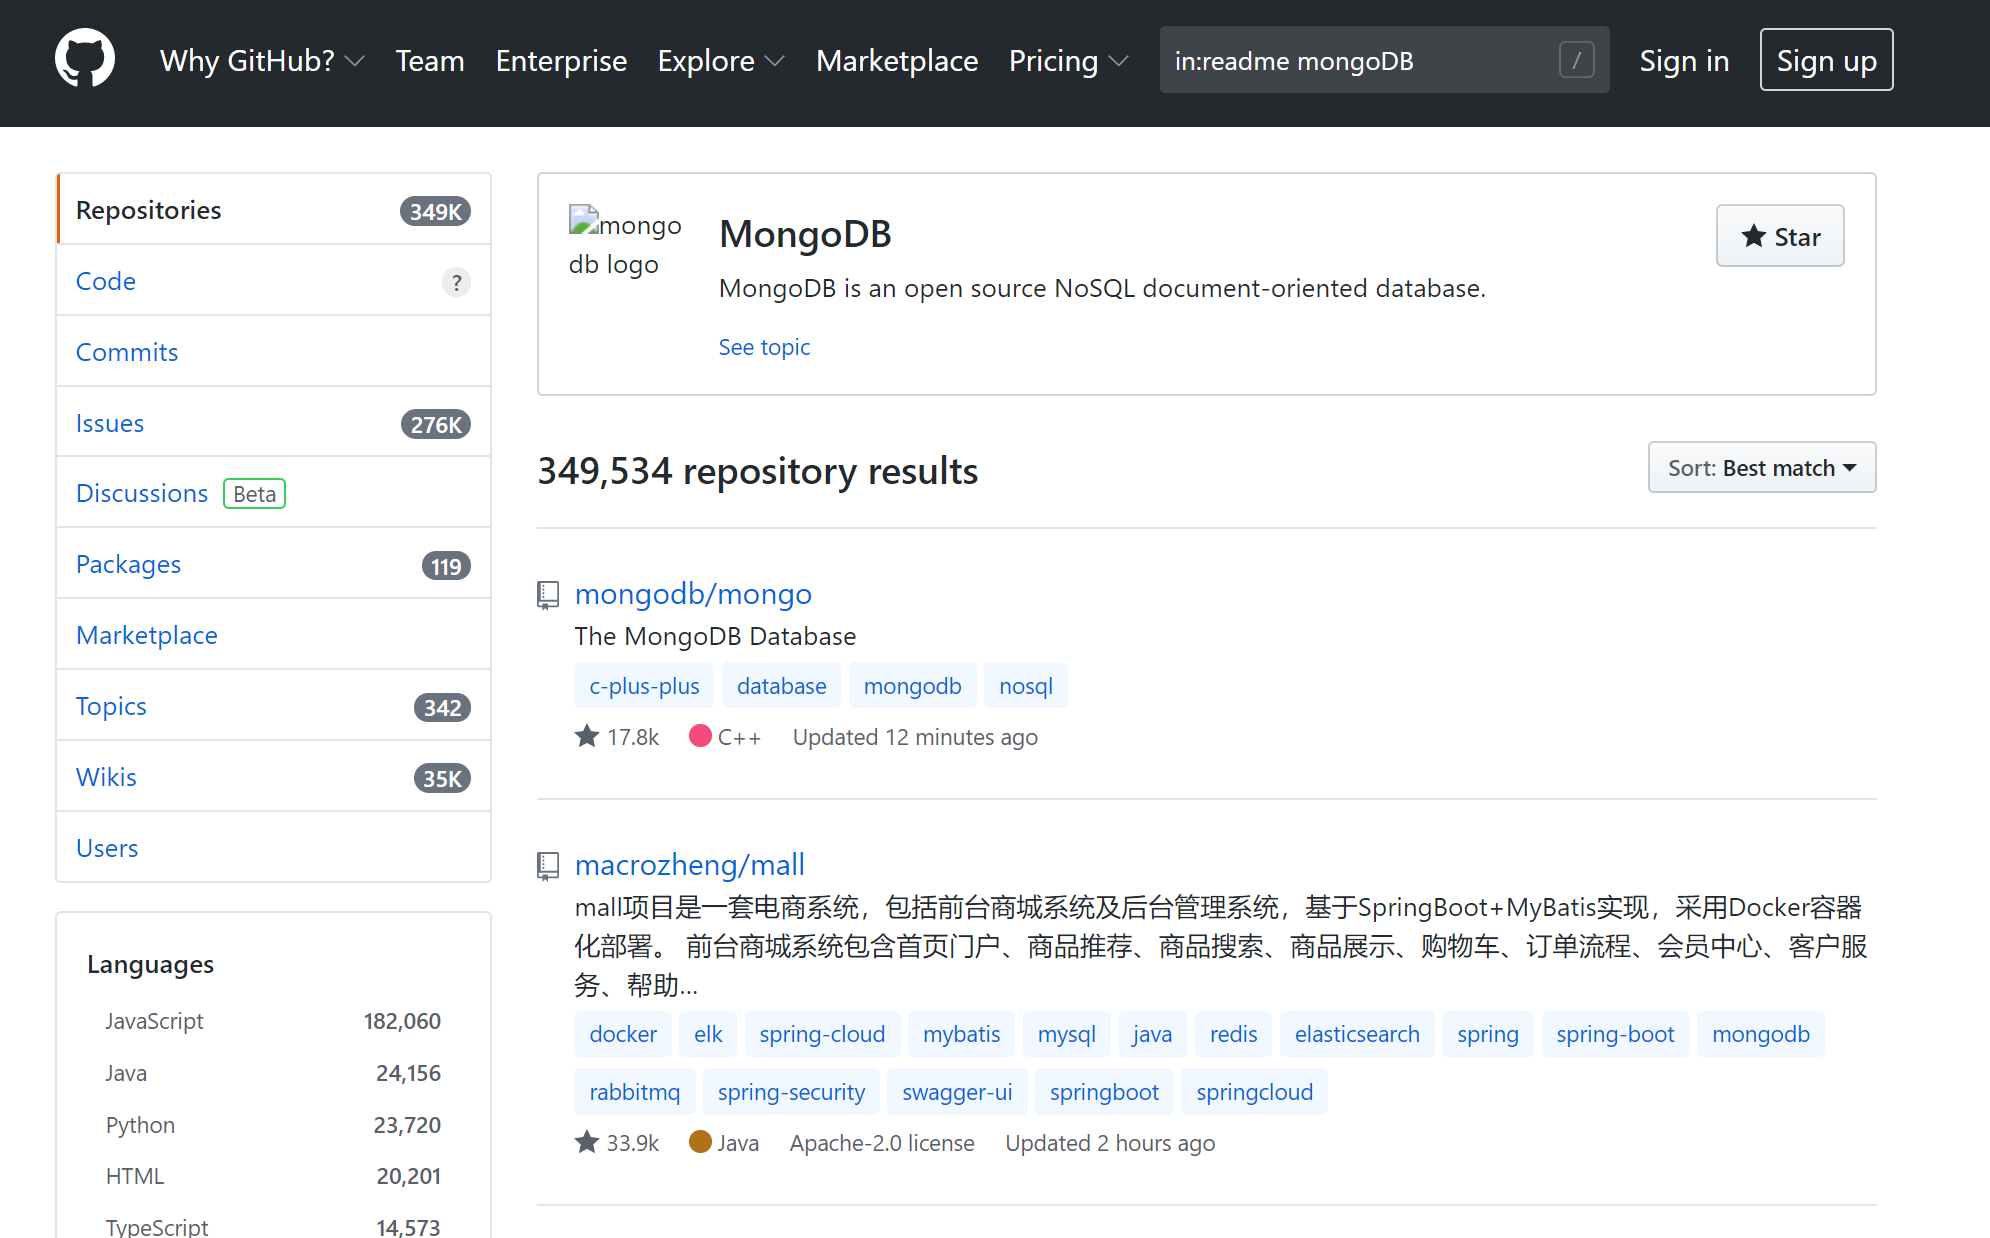 Why GitHub? Team Enterprise Explore Marketplace Pricing in:readme mongoDB / Sign in Sign up
Repositories 349K
Code ?
Commits
Issues 276K
Discussions Beta
Packages 119
Marketplace
Topics 342
Wikis 35K
Users
Languages
JavaScript 182,060
Java 24,156
Python 23,720
HTML 20,201
TypeScript 14,573
mongo
db logo
MongoDB
Star
MongoDB is an open source NoSQL document-oriented database.
See topic
349,534 repository results
Sort: Best match
mongodb/mongo
The MongoDB Database
c-plus-plus database mongodb nosql
17.8k C++ Updated 12 minutes ago
macrozheng/mall
mall项目是一套电商系统，包括前台商城系统及后台管理系统，基于SpringBoot+MyBatis实现，采用Docker容器
化部署。 前台商城系统包含首页门户、商品推荐、商品搜索、商品展示、购物车、订单流程、会员中心、客户服
务、帮助...
docker elk spring-cloud mybatis mysql java redis elasticsearch spring spring-boot mongodb
rabbitmq spring-security swagger-ui springboot springcloud
33.9k Java Apache-2.0 license Updated 2 hours ago